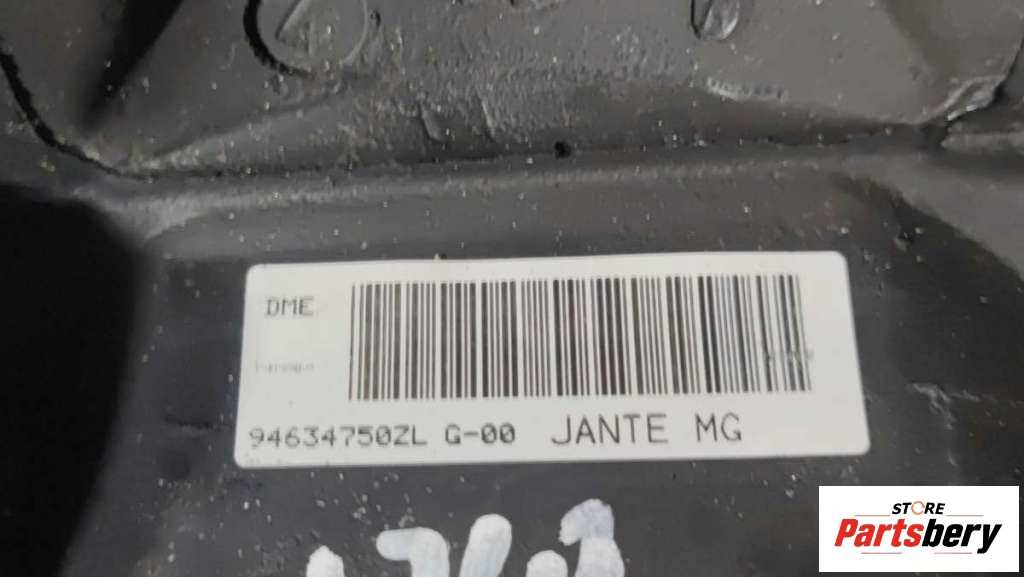 DME
94634750ZL G-00 JANTE MG
STORE
Partsbery